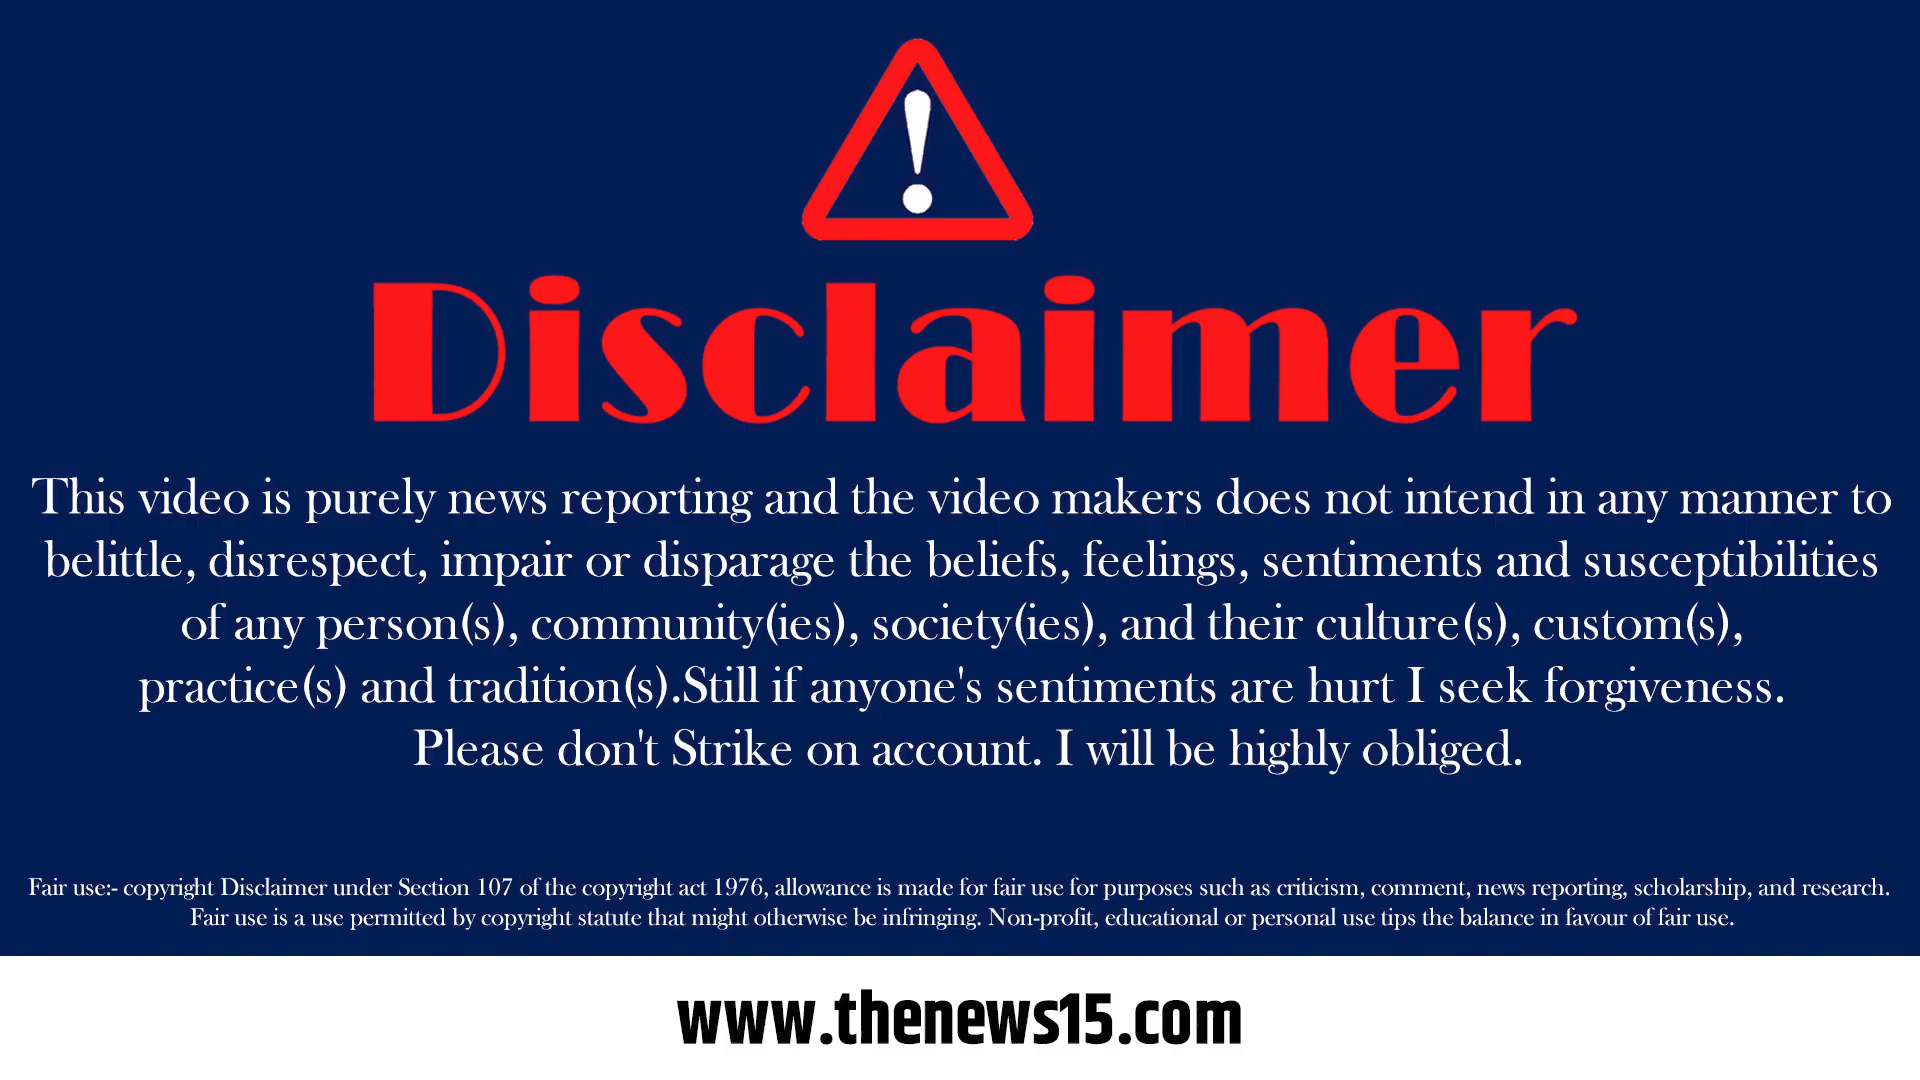 Disclaimer
This video is purely news reporting and the video makers does not intend in any manner to
belittle, disrespect, impair or disparage the beliefs, feelings, sentiments and susceptibilities
of any person(s), community(ies), society(ies), and their culture(s), custom(s),
practice(s) and tradition(s).Still if anyone's sentiments are hurt I seek forgiveness.
Please don't Strike on account. I will be highly obliged.
Fair use:- copyright Disclaimer under Section 107 of the copyright act 1976, allowance is made for fair use for purposes such as criticism, comment, news reporting, scholarship, and research.
Fair use is a use permitted by copyright statute that might otherwise be infringing. Non-profit, educational or personal use tips the balance in favour of fair use.
www.thenews15.com